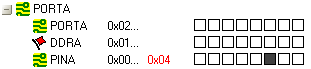 PORTA
PORTA 0x02...
DDRA 0x01...
PINA 0x00... 0x04